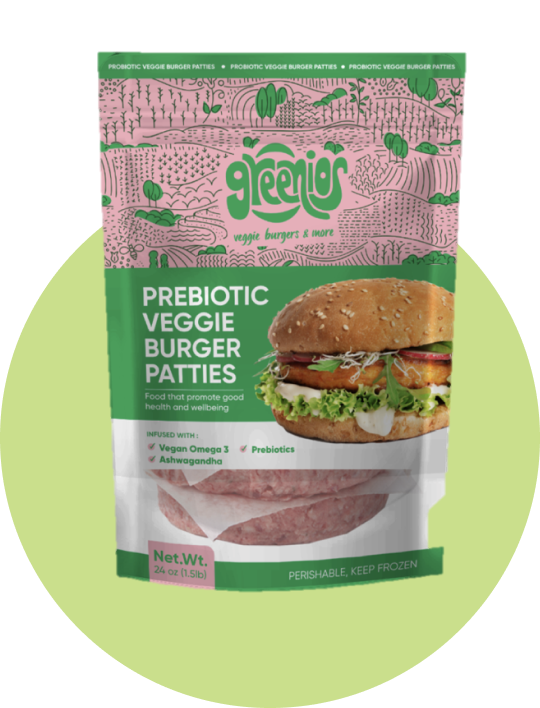 PROBIOTIC VEGGIE BURGER PATTIES • PROBIOTIC VEGGIE BURGER PATTIES • PROBIOTIC VEGGIE BURGER PATTIES
greenios
veggie burgers & more
PREBIOTIC
VEGGIE
BURGER
PATTIES
Food that promote good
health and wellbeing
INFUSED WITH :
Vegan Omega 3 Prebiotics
Ashwagandha
Net.Wt.
24 oz (1.5lb)
PERISHABLE, KEEP FROZEN